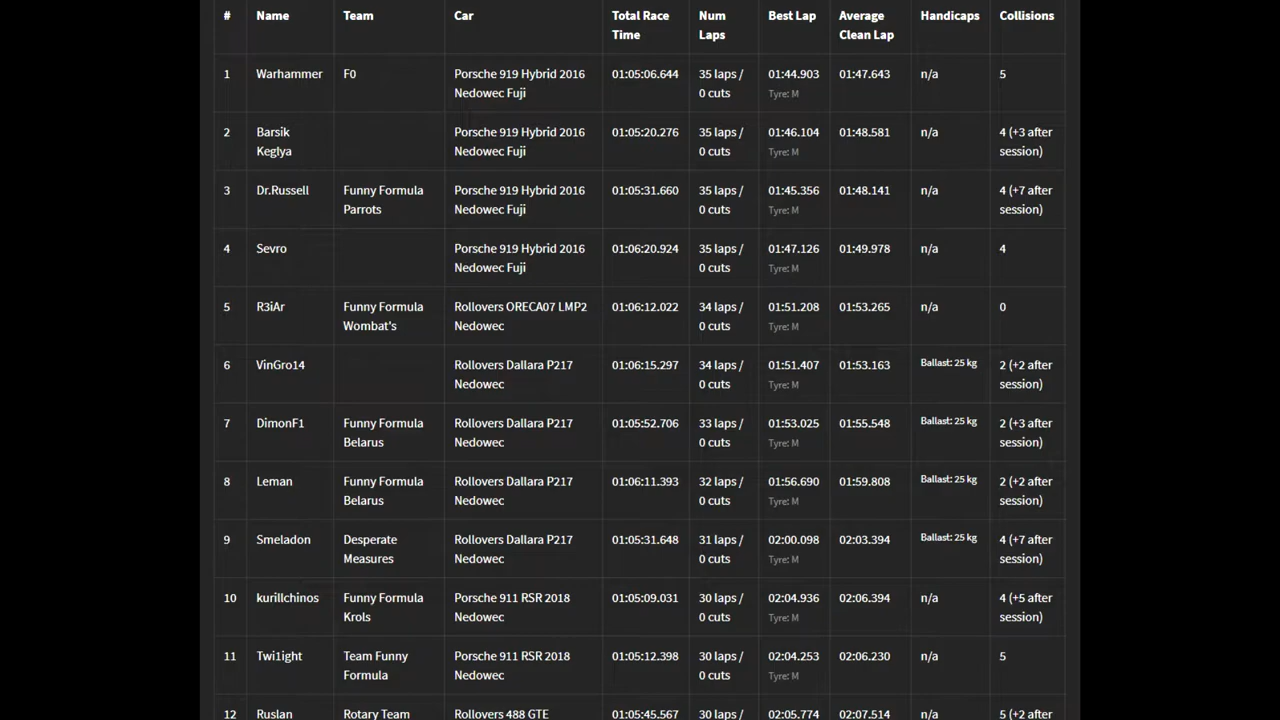 # Name Team Car Total Race Time Num Laps Best Lap Average Clean Lap Handicaps Collisions
1 Warhammer F0 Porsche 919 Hybrid 2016 Nedowec Fuji 01:05:06.644 35 laps / 0 cuts 01:44.903 Tyre: M 01:47.643 n/a 5
2 Barsik Keglya Porsche 919 Hybrid 2016 Nedowec Fuji 01:05:20.276 35 laps / 0 cuts 01:46.104 Tyre: M 01:48.581 n/a 4 (+3 after session)
3 Dr.Russell Funny Formula Parrots Porsche 919 Hybrid 2016 Nedowec Fuji 01:05:31.660 35 laps / 0 cuts 01:45.356 Tyre: M 01:48.141 n/a 4 (+7 after session)
4 Sevro Porsche 919 Hybrid 2016 Nedowec Fuji 01:06:20.924 35 laps / 0 cuts 01:47.126 Tyre: M 01:49.978 n/a 4
5 R3iAr Funny Formula Wombat's Rollovers ORECA07 LMP2 Nedowec 01:06:12.022 34 laps / 0 cuts 01:51.208 Tyre: M 01:53.265 n/a 0
6 VinGro14 Rollovers Dallara P217 Nedowec 01:06:15.297 34 laps / 0 cuts 01:51.407 Tyre: M 01:53.163 Ballast: 25 kg 2 (+2 after session)
7 DimonF1 Funny Formula Belarus Rollovers Dallara P217 Nedowec 01:05:52.706 33 laps / 0 cuts 01:53.025 Tyre: M 01:55.548 Ballast: 25 kg 2 (+3 after session)
8 Leman Funny Formula Belarus Rollovers Dallara P217 Nedowec 01:06:11.393 32 laps / 0 cuts 01:56.690 Tyre: M 01:59.808 Ballast: 25 kg 2 (+2 after session)
9 Smeladon Desperate Measures Rollovers Dallara P217 Nedowec 01:05:31.648 31 laps / 0 cuts 02:00.098 Tyre: M 02:03.394 Ballast: 25 kg 4 (+7 after session)
10 kurillchinos Funny Formula Krols Porsche 911 RSR 2018 Nedowec 01:05:09.031 30 laps / 0 cuts 02:04.936 Tyre: M 02:06.394 n/a 4 (+5 after session)
11 Twi1ight Team Funny Formula Porsche 911 RSR 2018 Nedowec 01:05:12.398 30 laps / 0 cuts 02:04.253 Tyre: M 02:06.230 n/a 5
12 Ruslan Rotary Team Rollovers 488 GTE 01:05:45.567 30 laps / 02:05.774 02:07.514 n/a 5 (+2 after